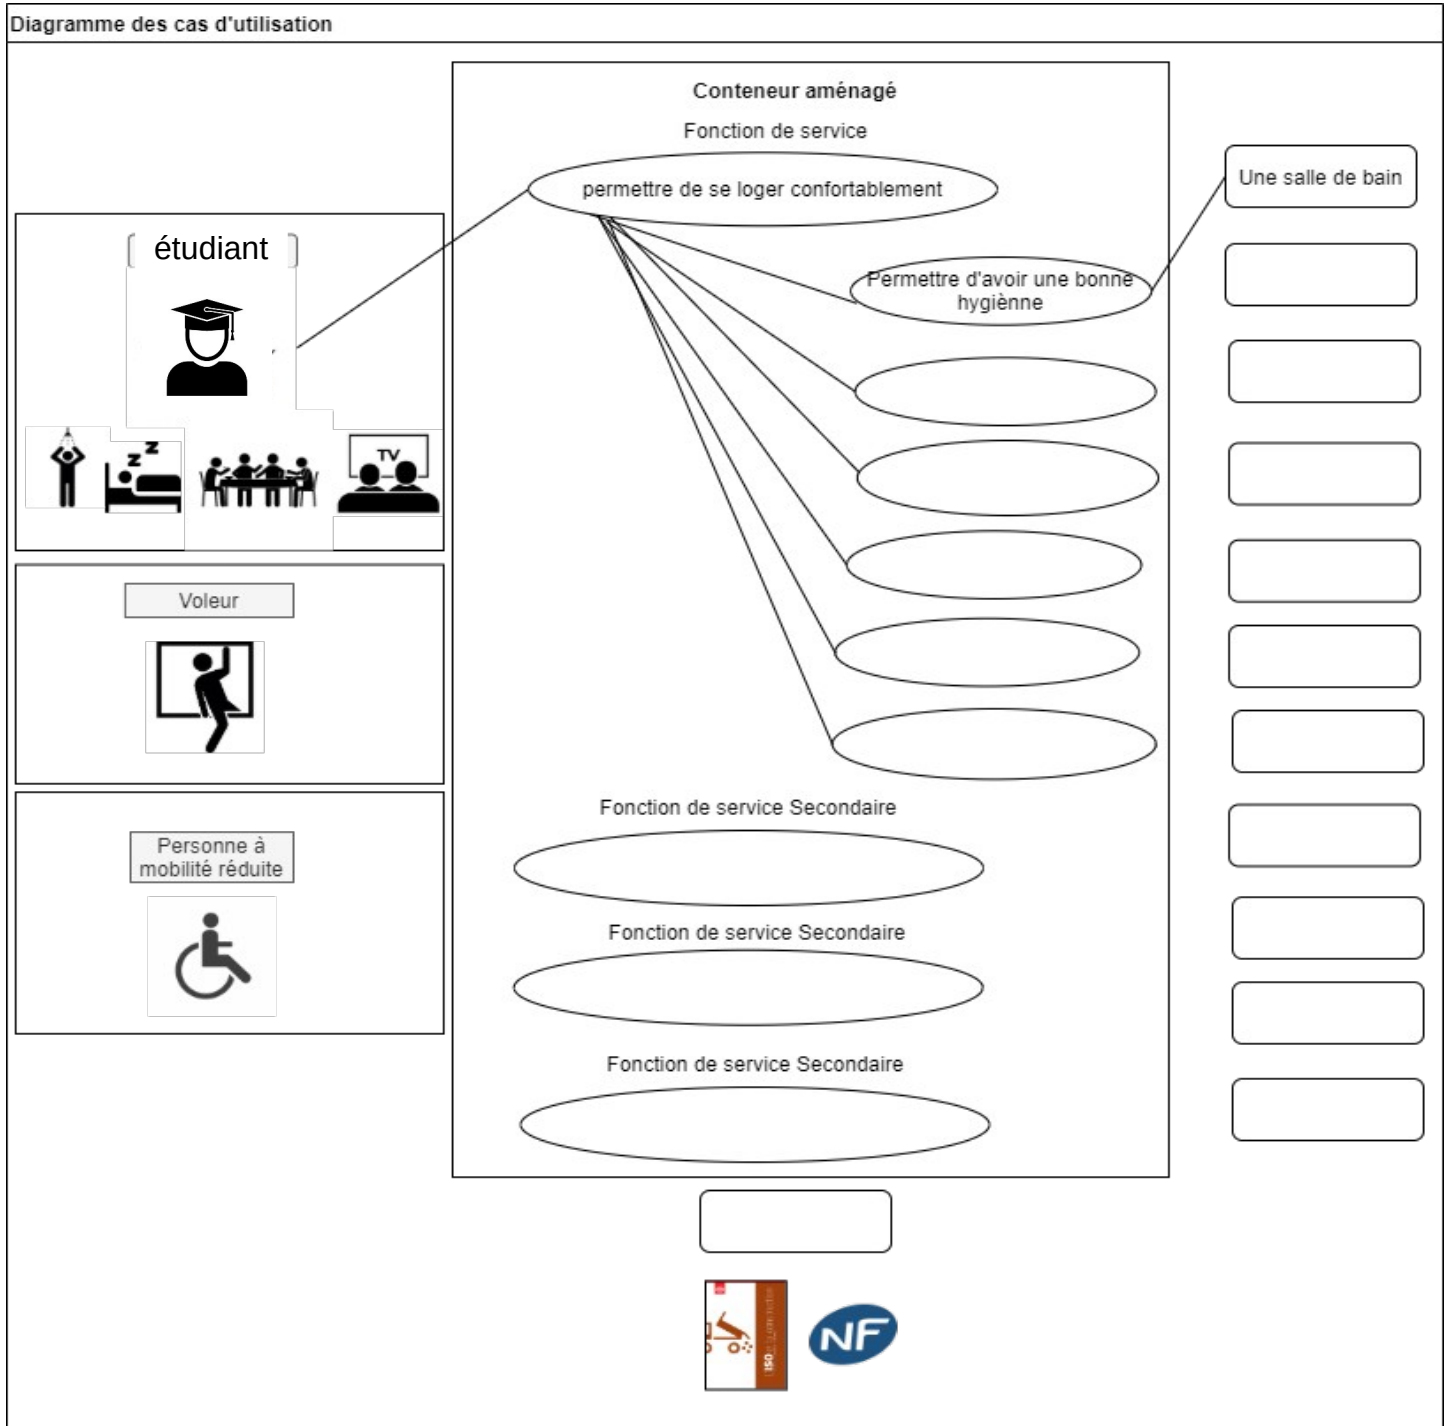 Diagramme des cas d'utilisation
Conteneur aménagé
Fonction de service
permettre de se loger confortablement
Une salle de bain
étudiant
Permettre d'avoir une bonne
hygiènne
z z
TV
Voleur
Fonction de service Secondaire
Personne à
mobilité réduite
Fonction de service Secondaire
Fonction de service Secondaire
ISO
NF